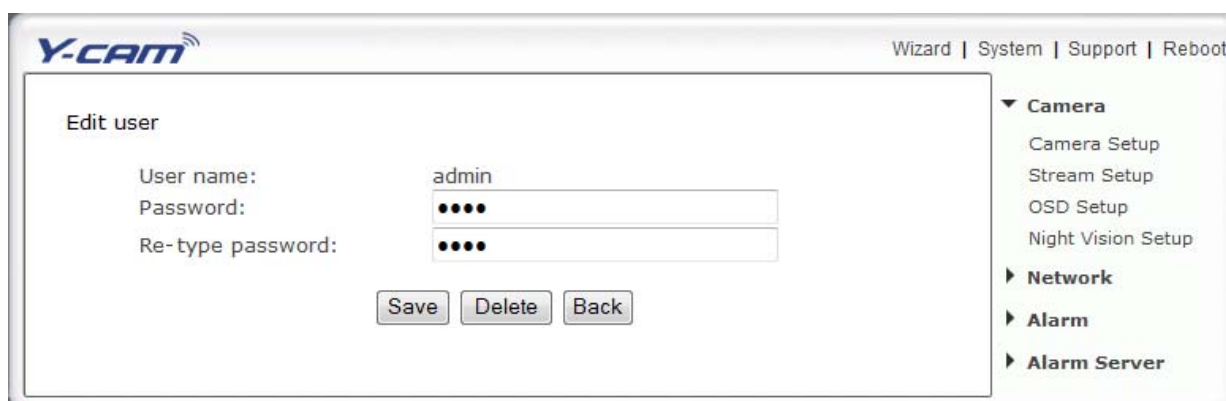 Y-cam
Wizard | System | Support | Reboot
Edit user
User name: admin
Password: ••••
Re-type password: ••••
Save Delete Back
Camera
Camera Setup
Stream Setup
OSD Setup
Night Vision Setup
Network
Alarm
Alarm Server